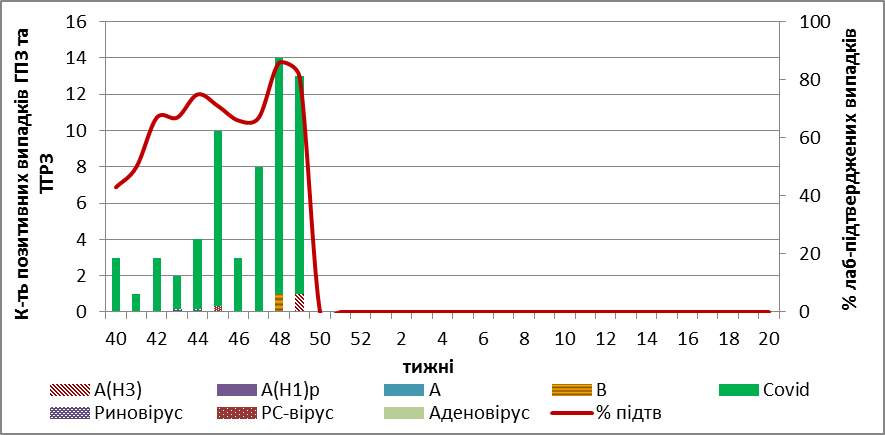 К-ть позитивних випадків ГПЗ та
ТГРЗ
16
14
12
10
8
6
4
2
0
100
80
60
40
20
0
% лаб-підтверджених випадків
40 42 44 46 48 50 52 2 4 6 8 10 12 14 16 18 20
тижні
А(Н3) А(Н1)p А В Covid
Риновірус РС-вірус Аденовірус % підтв